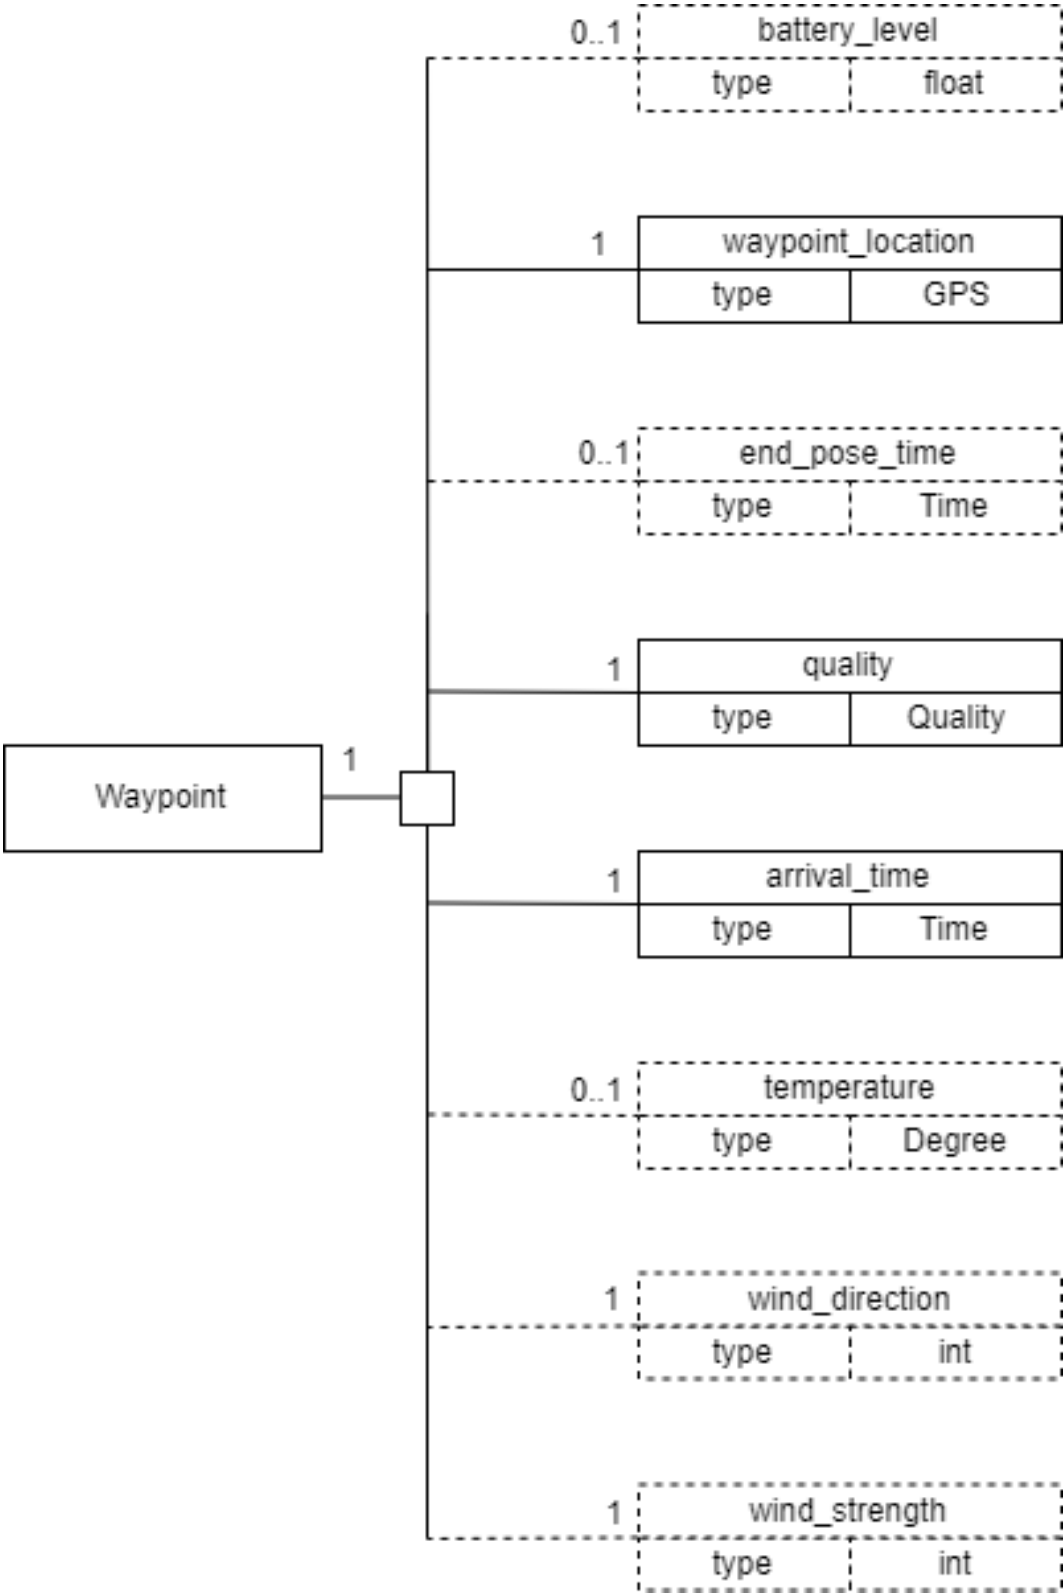 0..1
battery_level
type float
1
waypoint_location
type GPS
0..1
end_pose_time
type Time
1
quality
type Quality
Waypoint
1
1
arrival_time
type Time
0..1
temperature
type Degree
1
wind_direction
type int
1
wind_strength
type int